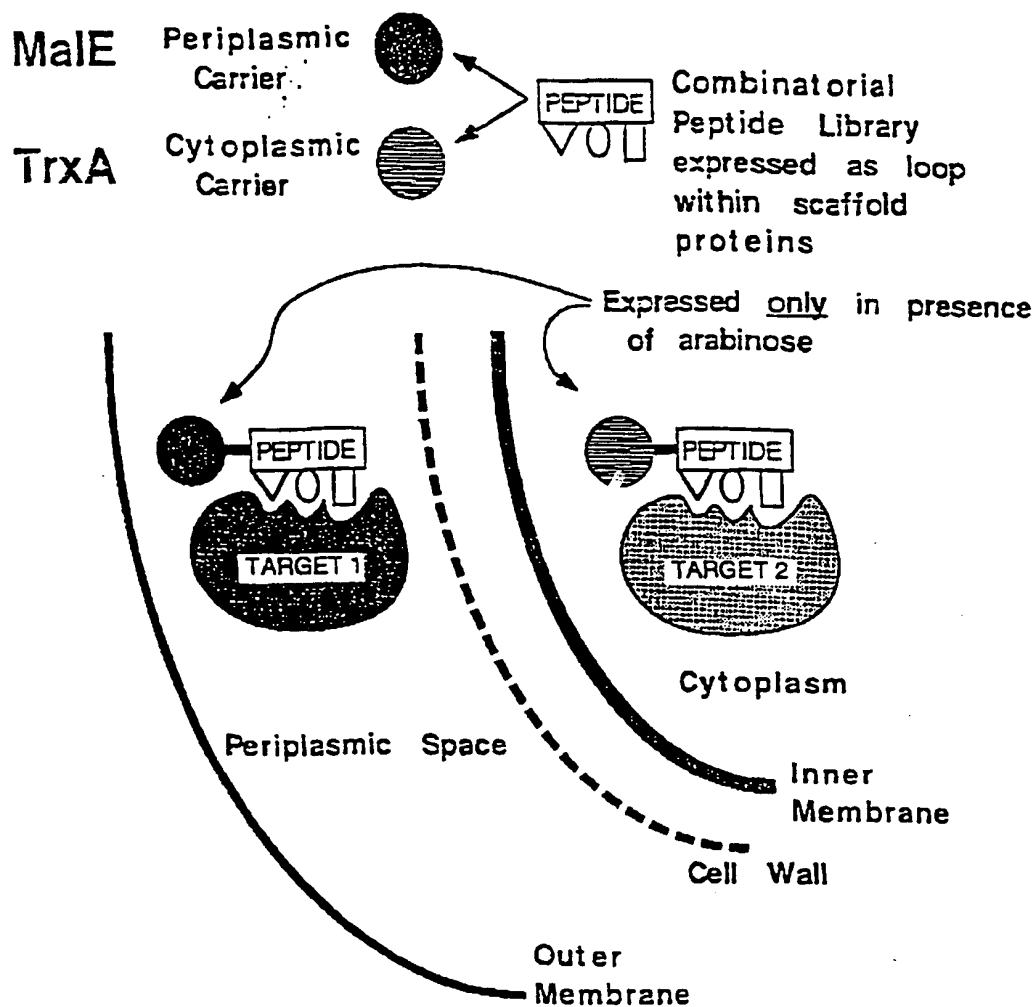 MalE
Periplasmic
Carrier
TrxA
Cytoplasmic
Carrier
PEPTIDE
Combinatorial
Peptide Library
expressed as loop
within scaffold
proteins
Expressed only in presence
of arabinose
PEPTIDE
TARGET 1
PEPTIDE
TARGET 2
Cytoplasm
Periplasmic Space
Inner
Membrane
Cell Wall
Outer
Membrane